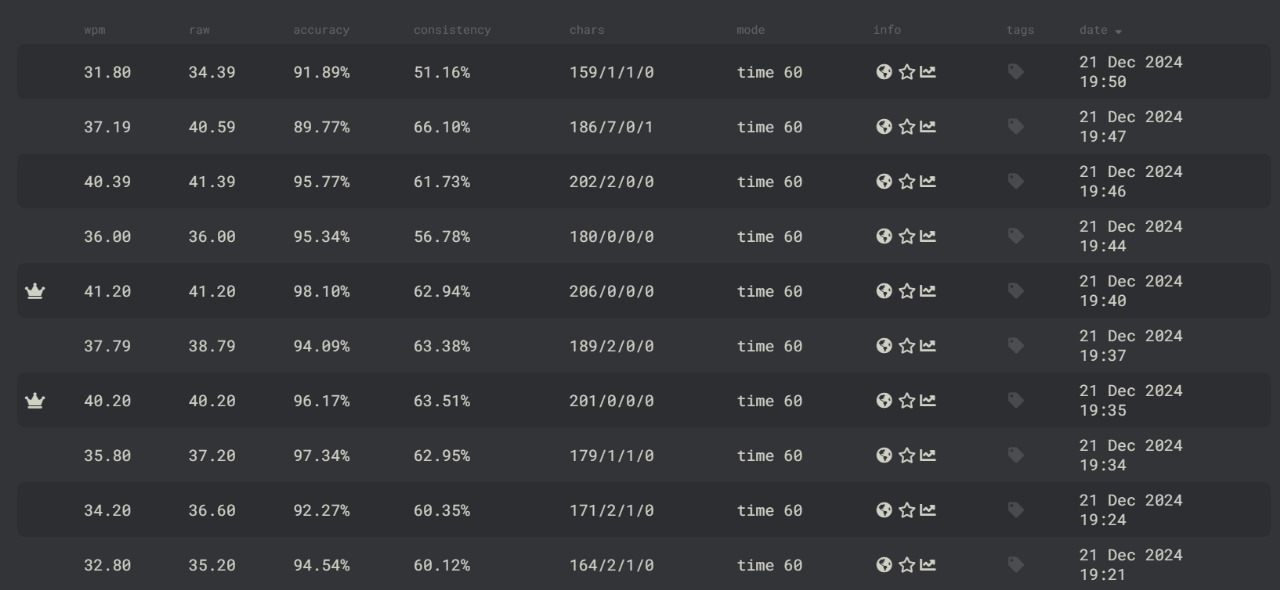 wpm raw accuracy consistency chars mode info tags date
31.80 34.39 91.89% 51.16% 159/1/1/0 time 60 21 Dec 2024
19:50
37.19 40.59 89.77% 66.10% 186/7/0/1 time 60 21 Dec 2024
19:47
40.39 41.39 95.77% 61.73% 202/2/0/0 time 60 21 Dec 2024
19:46
36.00 36.00 95.34% 56.78% 180/0/0/0 time 60 21 Dec 2024
19:44
41.20 41.20 98.10% 62.94% 206/0/0/0 time 60 21 Dec 2024
19:40
37.79 38.79 94.09% 63.38% 189/2/0/0 time 60 21 Dec 2024
19:37
40.20 40.20 96.17% 63.51% 201/0/0/0 time 60 21 Dec 2024
19:35
35.80 37.20 97.34% 62.95% 179/1/1/0 time 60 21 Dec 2024
19:34
34.20 36.60 92.27% 60.35% 171/2/1/0 time 60 21 Dec 2024
19:24
32.80 35.20 94.54% 60.12% 164/2/1/0 time 60 21 Dec 2024
19:21